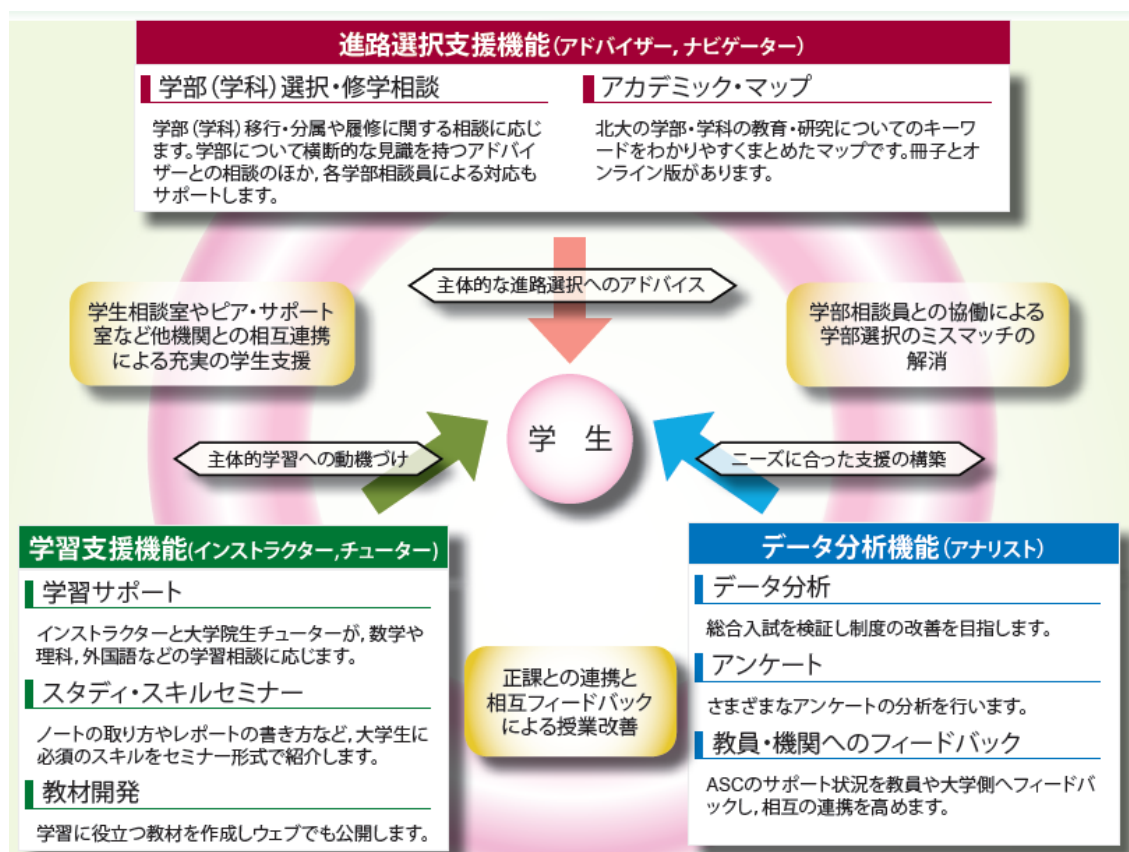 進路選択支援機能(アドバイザー,ナビゲーター)
学部(学科)選択・修学相談
学部(学科)移行・分属や履修に関する相談に応じ
ます。学部について横断的な見識を持つアドバイ
ザーとの相談のほか,各学部相談員による対応も
サポートします。
アカデミック・マップ
北大の学部・学科の教育・研究についてのキーワ
ードをわかりやすくまとめたマップです。冊子とオ
ンライン版があります。
主体的な進路選択へのアドバイス
学生相談室やピア・サポート
室など他機関との相互連携
による充実の学生支援
学部相談員との協働による
学部選択のミスマッチの
解消
学 生
主体的学習への動機づけ
ニーズに合った支援の構築
学習支援機能(インストラクター,チューター)
学習サポート
インストラクターと大学院生チューターが,数学や
理科,外国語などの学習相談に応じます。
スタディ・スキルセミナー
ノートの取り方やレポートの書き方など,大学生に
必須のスキルをセミナー形式で紹介します。
教材開発
学習に役立つ教材を作成しウェブでも公開します。
正課との連携と
相互フィードバック
による授業改善
データ分析機能(アナリスト)
データ分析
総合入試を検証し制度の改善を目指します。
アンケート
さまざまなアンケートの分析を行います。
教員・機関へのフィードバック
ASCのサポート状況を教員や大学側へフィードバ
ックし,相互の連携を高めます。